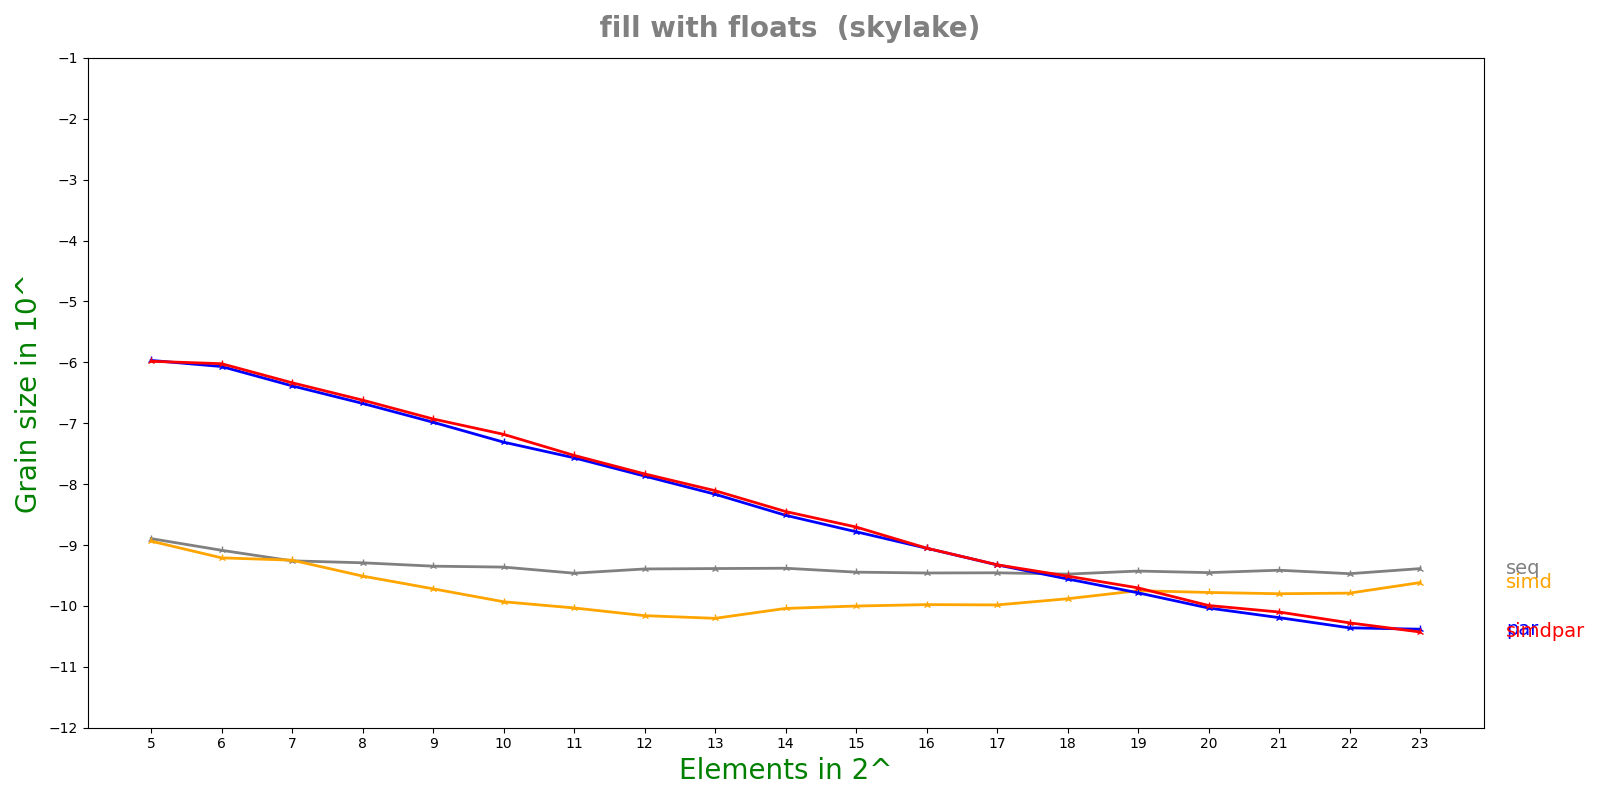 fill with floats  (skylake)
Grain size in 10^
−1
−2
−3
−4
−5
−6
−7
−8
−9
−10
−11
−12
5 6 7 8 9 10 11 12 13 14 15 16 17 18 19 20 21 22 23
Elements in 2^
seq
simd
par
simdpar